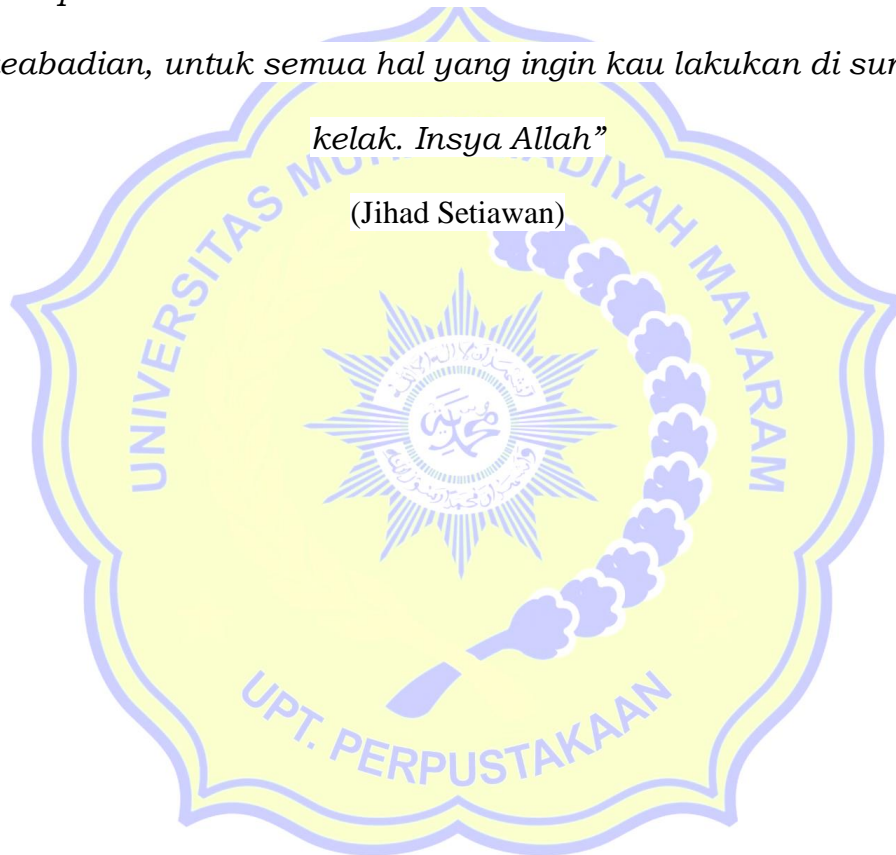 eabadian, untuk semua hal yang ingin kau lakukan di sur
kelak. Insya Allah”
(Jihad Setiawan)
UNIVERSITAS MUHAMMADIYAH MATARAM
UPT. PERPUSTAKAAN